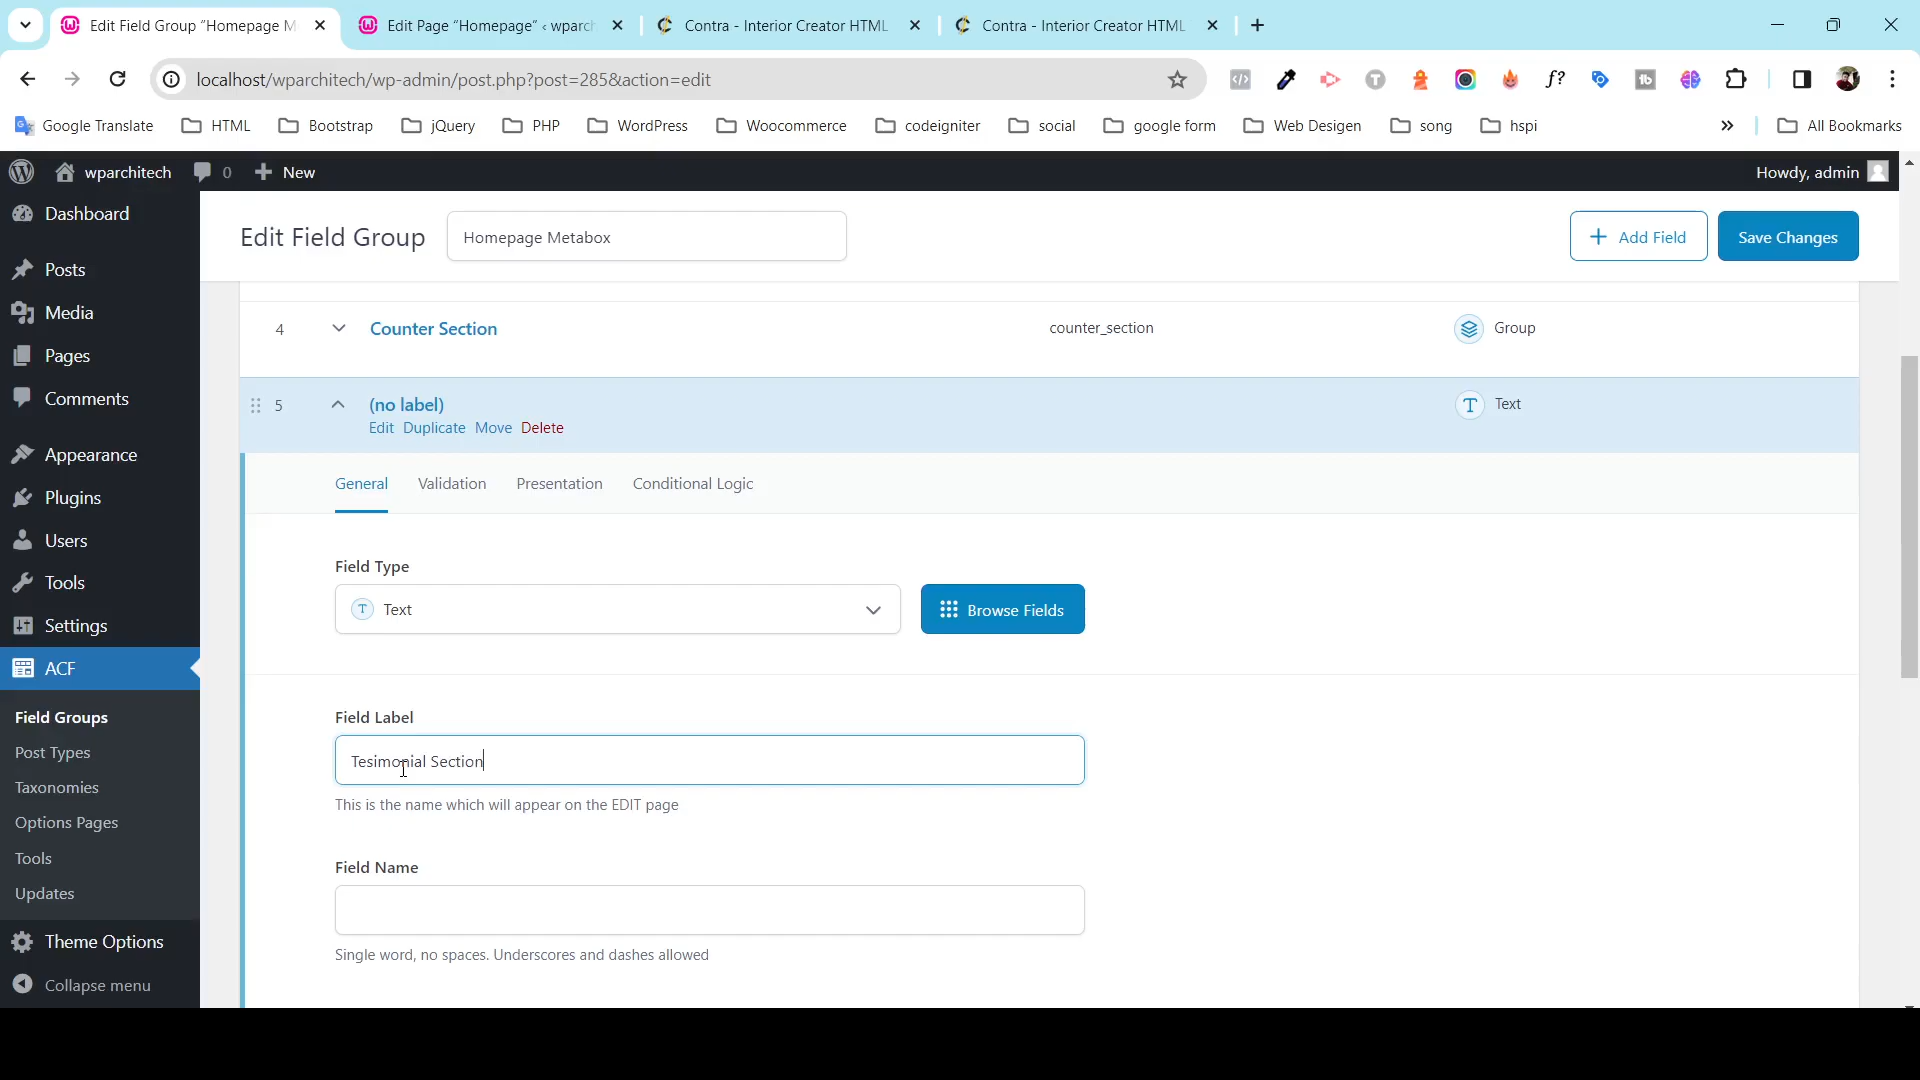 Edit Field Group "Homepage M
Edit Page "Homepage" ‹ wparch
Contra - Interior Creator HTML
Contra - Interior Creator HTML
localhost/wparchitech/wp-admin/post.php?post=285&action=edit
Google Translate
HTML
Bootstrap
jQuery
PHP
WordPress
Woocommerce
codeigniter
social
google form
Web Desigen
song
hspi
All Bookmarks
wparchitech
0
New
Howdy, admin
Dashboard
Posts
Media
Pages
Comments
Appearance
Plugins
Users
Tools
Settings
ACF
Field Groups
Post Types
Taxonomies
Options Pages
Tools
Updates
Theme Options
Collapse menu
Edit Field Group
Homepage Metabox
+ Add Field
Save Changes
4
Counter Section
counter_section
Group
5
(no label)
Text
Edit Duplicate Move Delete
General
Validation
Presentation
Conditional Logic
Field Type
T Text
Browse Fields
Field Label
Tesimonial Section
This is the name which will appear on the EDIT page
Field Name
Single word, no spaces. Underscores and dashes allowed